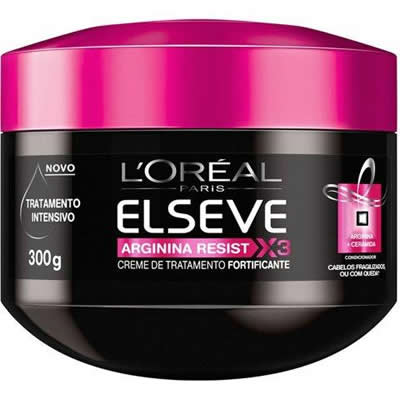 NOVO
TRATAMENTO
INTENSIVO
300g
L'ORÉAL
PARIS
ELSEVE
ARGININA RESIST X3
CREME DE TRATAMENTO FORTIFICANTE
ARGININA
+ CERAMIDA
CONDICIONADOR
CABELOS FRAGILIZADOS,
OU COM QUEDA*